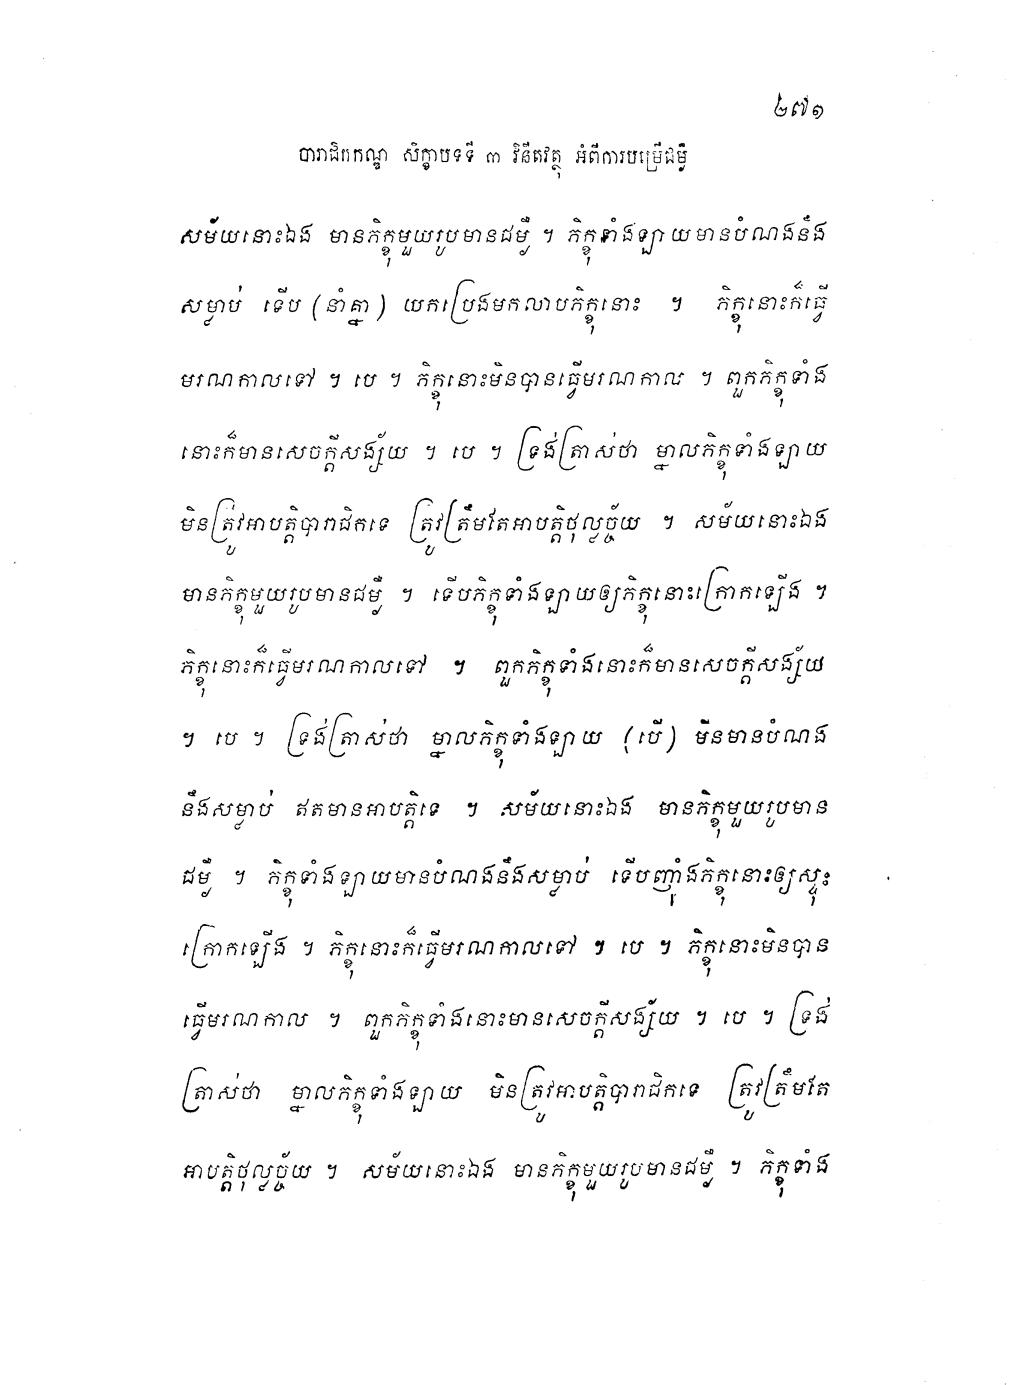 ២៧១
បារាជិកកណ្ឌ សិក្ខាបទទី ៣ វិនីតវត្ថុ អំពីការបម្រើជម្ងឺ
សម័យនោះឯង មានភិក្ខុមួយរូបមានជម្ងឺ ។ ភិក្ខុទាំងឡាយមានបំណងនឹង
សម្លាប់ ទើប (នាំគ្នា) យកប្រេងមកលាបភិក្ខុនោះ ។ ភិក្ខុនោះក៏ធ្វើ
មរណកាលទៅ ។ បេ ។ ភិក្ខុនោះមិនបានធ្វើមរណកាល ។ ពួកភិក្ខុទាំង
នោះក៏មានសេចក្តីសង្ស័យ ។ បេ ។ ទ្រង់ត្រាស់ថា ម្នាលភិក្ខុទាំងឡាយ
មិនត្រូវអាបត្តិបារាជិកទេ ត្រូវត្រឹមតែអាបត្តិថុល្លច្ច័យ ។ សម័យនោះឯង
មានភិក្ខុមួយរូបមានជម្ងឺ ។ ទើបភិក្ខុទាំងឡាយឲ្យភិក្ខុនោះក្រោកឡើង ។
ភិក្ខុនោះក៏ធ្វើមរណកាលទៅ ។ ពួកភិក្ខុទាំងនោះក៏មានសេចក្តីសង្ស័យ
។ បេ ។ ទ្រង់ត្រាស់ថា ម្នាលភិក្ខុទាំងឡាយ (បើ) មិនមានបំណង
នឹងសម្លាប់ ឥតមានអាបត្តិទេ ។ សម័យនោះឯង មានភិក្ខុមួយរូបមាន
ជម្ងឺ ។ ភិក្ខុទាំងឡាយមានបំណងនឹងសម្លាប់ ទើបញ៉ាំងភិក្ខុនោះឲ្យស្ទុះ
ក្រោកឡើង ។ ភិក្ខុនោះក៏ធ្វើមរណកាលទៅ ។ បេ ។ ភិក្ខុនោះមិនបាន
ធ្វើមរណកាល ។ ពួកភិក្ខុទាំងនោះមានសេចក្តីសង្ស័យ ។ បេ ។ ទ្រង់
ត្រាស់ថា ម្នាលភិក្ខុទាំងឡាយ មិនត្រូវអាបត្តិបារាជិកទេ ត្រូវត្រឹមតែ
អាបត្តិថុល្លច្ច័យ ។ សម័យនោះឯង មានភិក្ខុមួយរូបមានជម្ងឺ ។ ភិក្ខុទាំង